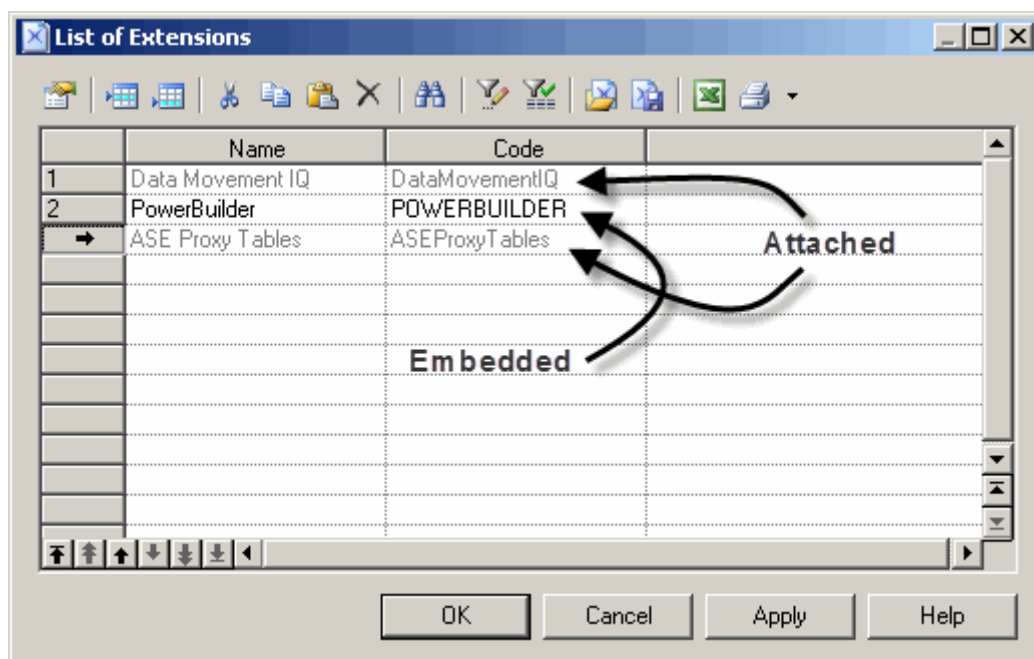 List of Extensions
Name Code
1 Data Movement IQ DataMovementIQ
2 PowerBuilder POWERBUILDER
ASE Proxy Tables ASEProxyTables
Attached
Embedded
OK Cancel Apply Help